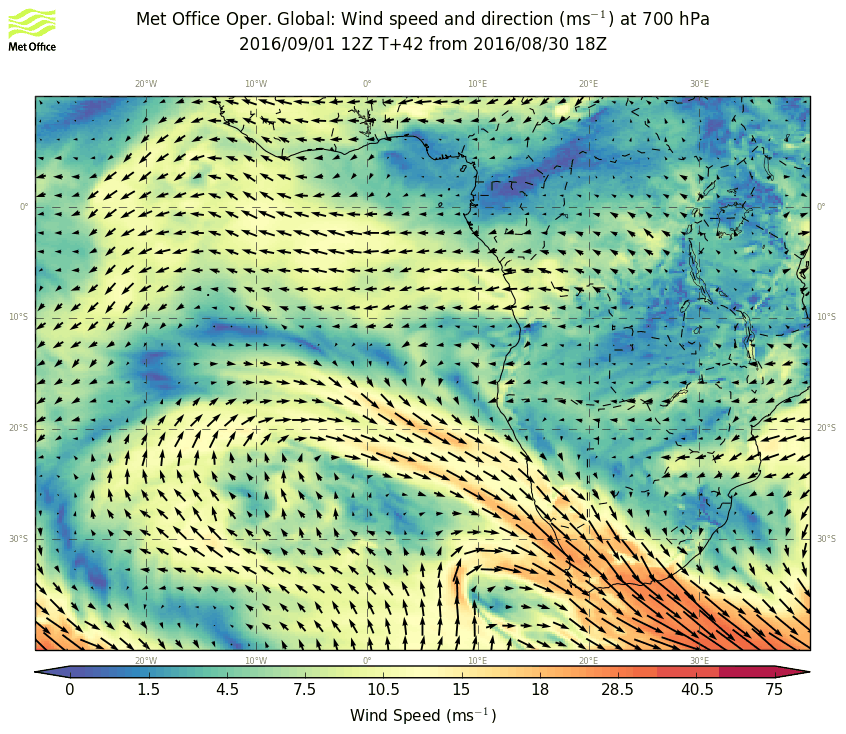 Met Office
Met Office Oper. Global: Wind speed and direction (ms⁻¹) at 700 hPa
2016/09/01 12Z T+42 from 2016/08/30 18Z
20°W 10°W 0° 10°E 20°E 30°E
0° 0°
10°S 10°S
20°S 20°S
30°S 30°S
20°W 10°W 0° 10°E 20°E 30°E
0 1.5 4.5 7.5 10.5 15 18 28.5 40.5 75
Wind Speed (ms⁻¹)